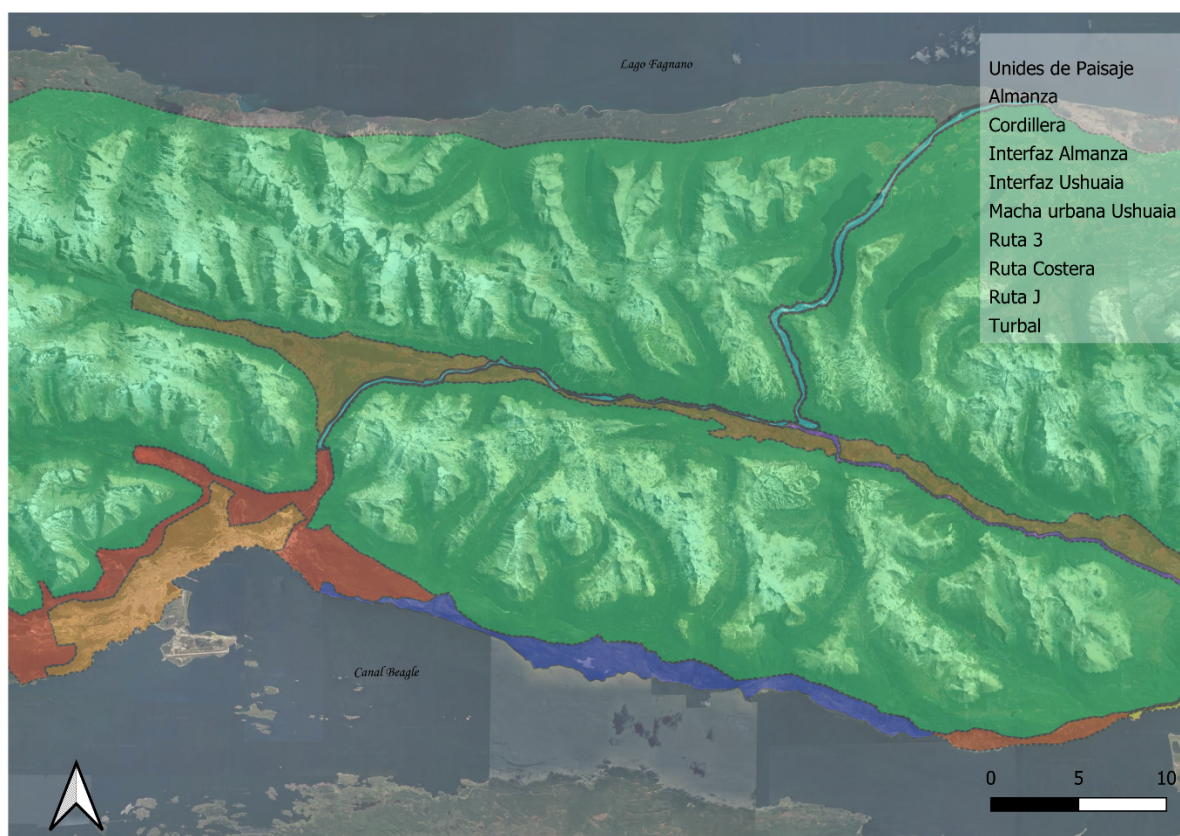 Lago Fagnano
Unides de Paisaje
Almanza
Cordillera
Interfaz Almanza
Interfaz Ushuaia
Macha urbana Ushuaia
Ruta 3
Ruta Costera
Ruta J
Turbal
Canal Beagle
0 5 10